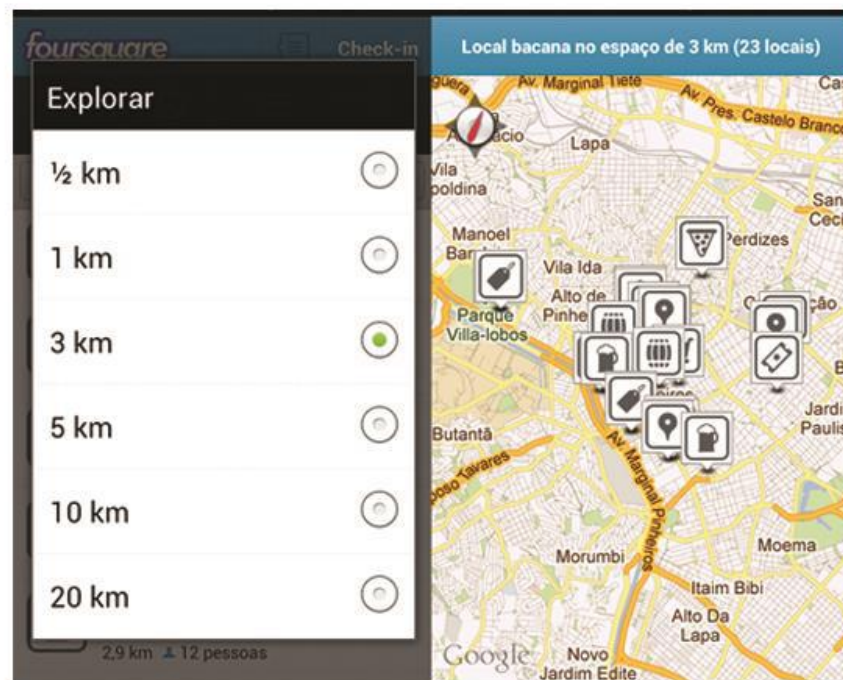 foursquare
Check-in
Explorar
½ km
1 km
3 km
5 km
10 km
20 km
2,9 km 12 pessoas
Local bacana no espaço de 3 km (23 locais)
Av. Marginal Tietê
Av. Pres. Castelo Branco
Lapa
Vila
Manoel
Perdizes
Vila Ida
Alto de
Parque
Villa-lobos
Butantã
Av. Marginal Pinheiros
Morumbi
Moema
Itaim Bibi
Alto Da
Lapa
Google
Novo
Jardim Edite